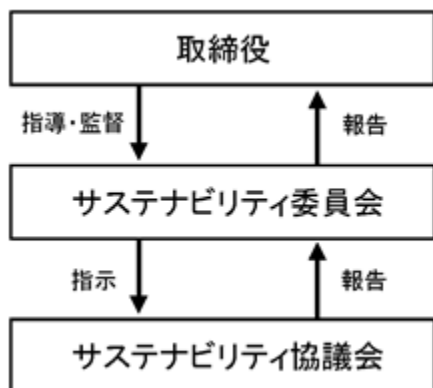 取締役
指導・監督
報告
サステナビリティ委員会
指示
報告
サステナビリティ協議会